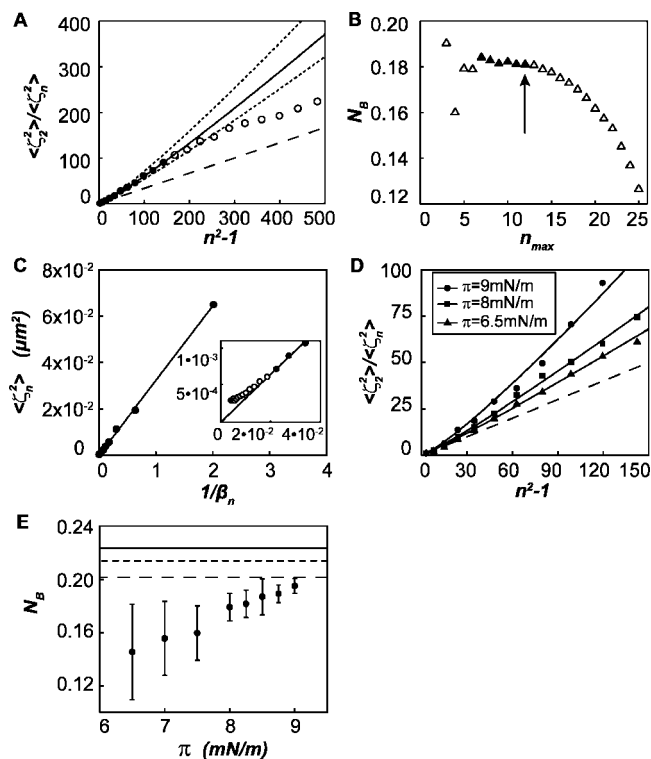 A
<ζ₂²>/<ζₙ²>
400
300
200
100
0
0 100 200 300 400 500
n²-1
B
N_B
0.20
0.18
0.16
0.14
0.12
0 5 10 15 20 25
n_max
C
<ζₙ²> (μm²)
8x10⁻²
6x10⁻²
4x10⁻²
2x10⁻²
0
0 1 2 3 4
1/βₙ
1•10⁻³
5•10⁻⁴
0 2•10⁻² 4•10⁻²
D
<ζ₂²>/<ζₙ²>
100
75
50
25
0
π=9mN/m
π=8mN/m
π=6.5mN/m
0 30 60 90 120 150
n²-1
E
N_B
0.24
0.20
0.16
0.12
6 7 8 9
π (mN/m)